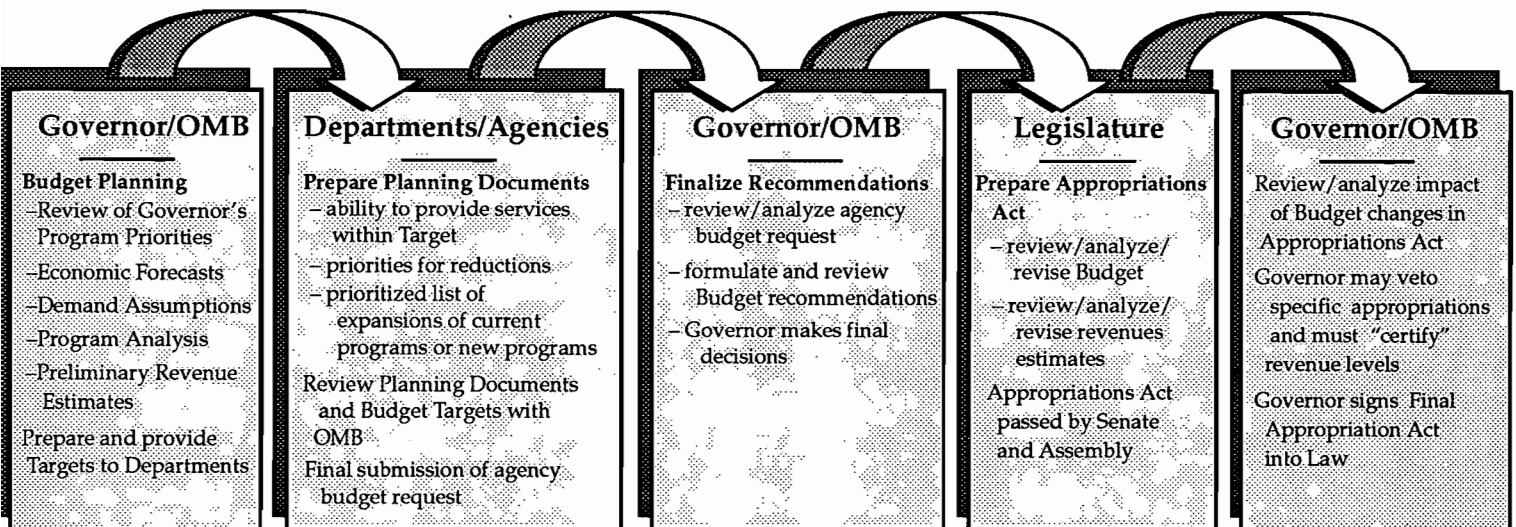 Governor/OMB
Budget Planning
–Review of Governor's
Program Priorities
–Economic Forecasts
–Demand Assumptions
–Program Analysis
–Preliminary Revenue
Estimates
Prepare and provide
Targets to Departments
Departments/Agencies
Prepare Planning Documents
– ability to provide services
within Target
– priorities for reductions
– prioritized list of
expansions of current
programs or new programs
Review Planning Documents
and Budget Targets with
OMB
Final submission of agency
budget request
Governor/OMB
Finalize Recommendations
– review/analyze agency
budget request
– formulate and review
Budget recommendations
– Governor makes final
decisions
Legislature
Prepare Appropriations
Act
– review/analyze/
revise Budget
– review/analyze/
revise revenues
estimates
Appropriations Act
passed by Senate
and Assembly
Governor/OMB
Review/analyze impact
of Budget changes in
Appropriations Act
Governor may veto
specific appropriations
and must "certify"
revenue levels
Governor signs Final
Appropriation Act
into Law